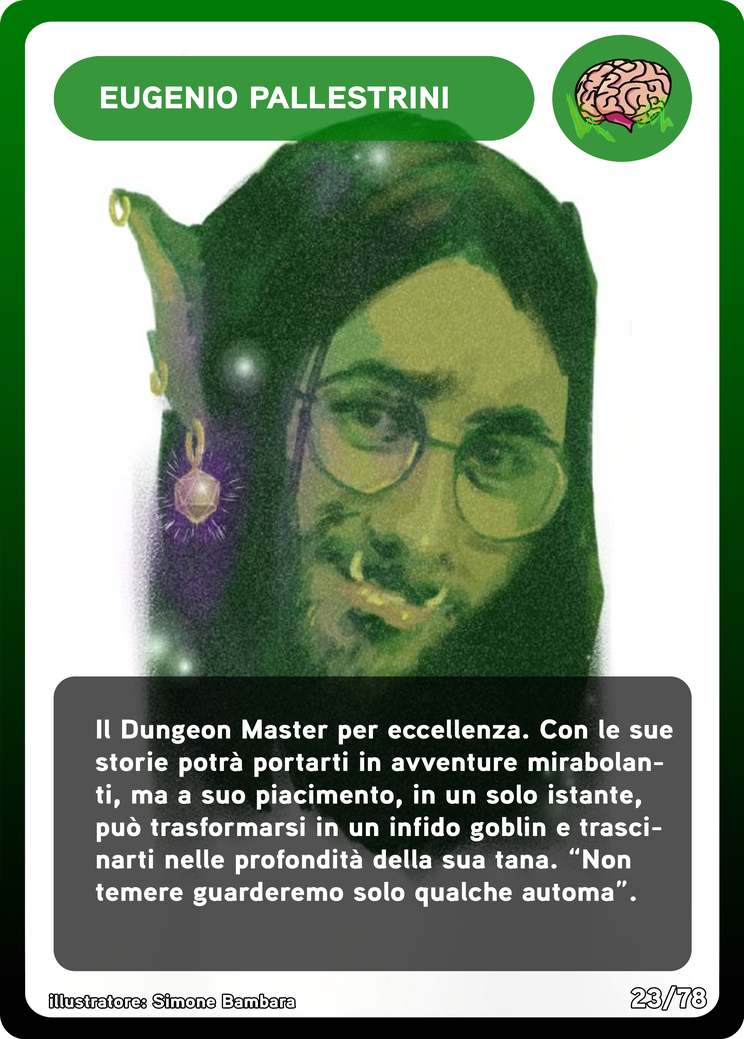 EUGENIO PALLESTRINI
Il Dungeon Master per eccellenza. Con le sue
storie potrà portarti in avventure mirabolan-
ti, ma a suo piacimento, in un solo istante,
può trasformarsi in un infido goblin e trasci-
narti nelle profondità della sua tana. “Non
temere guarderemo solo qualche automa”.
illustratore: Simone Bambara
23/78